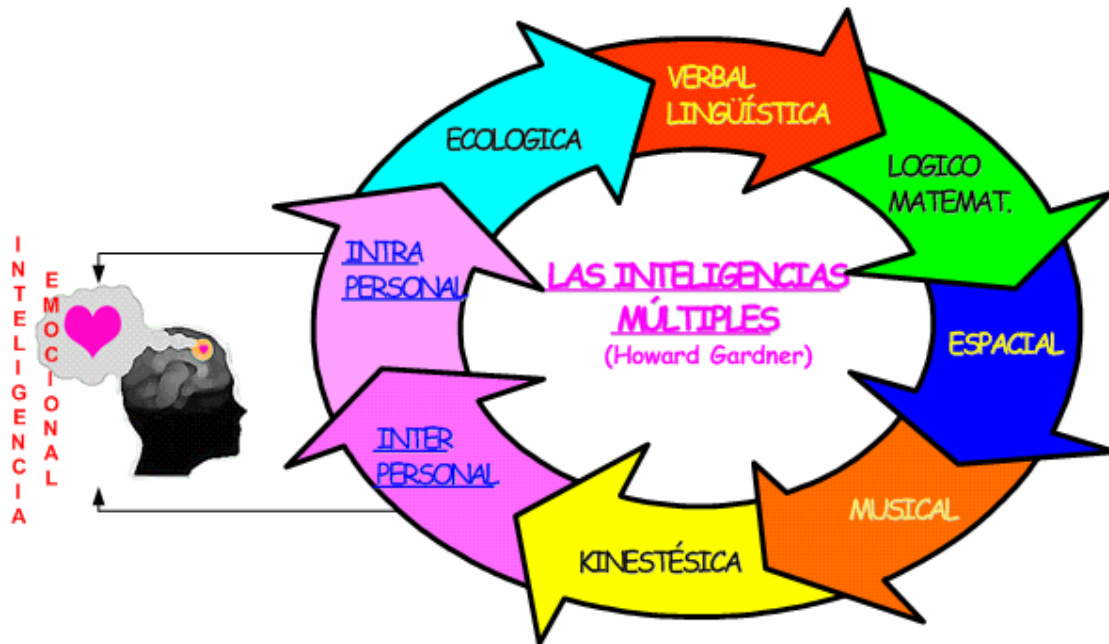 LAS INTELIGENCIAS
MÚLTIPLES
(Howard Gardner)
VERBAL
LINGÜÍSTICA
LOGICO
MATEMAT.
ESPACIAL
MUSICAL
KINESTÉSICA
INTER
PERSONAL
INTRA
PERSONAL
ECOLOGICA
INTELIGENCIA
EMOCIONAL